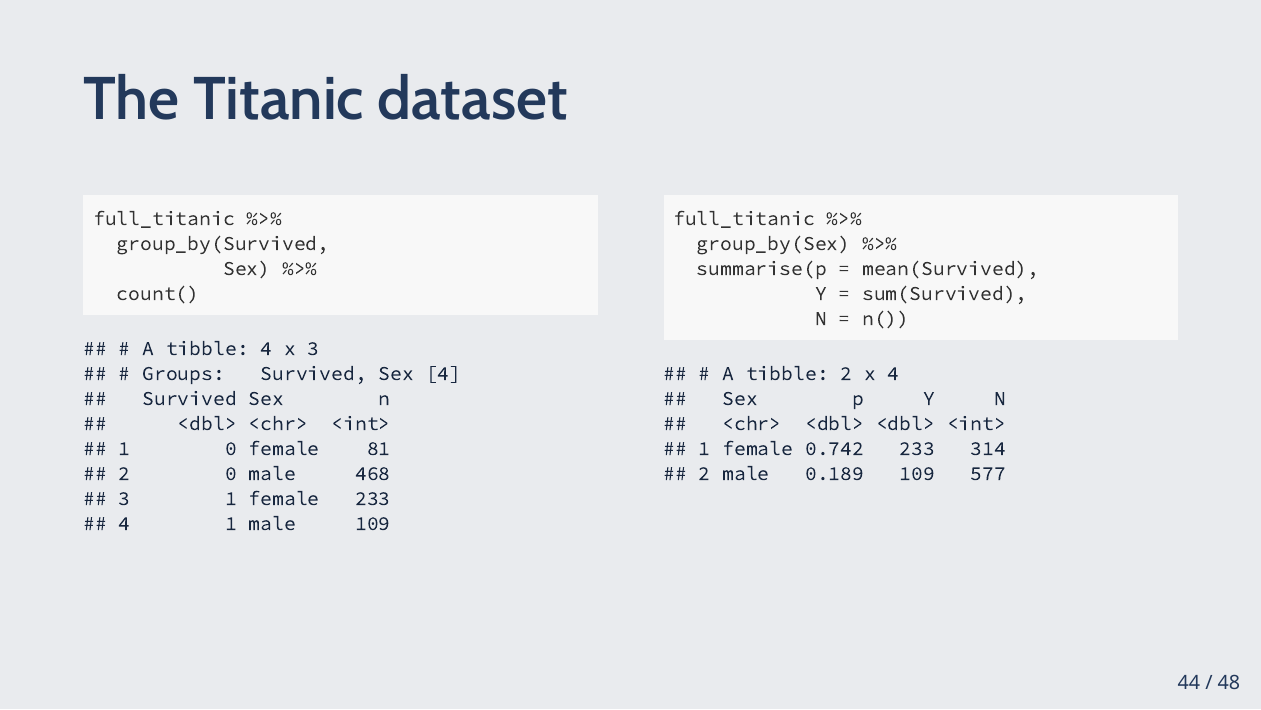 The Titanic dataset
full_titanic %>%
  group_by(Survived,
           Sex) %>%
  count()
## # A tibble: 4 x 3
## # Groups:   Survived, Sex [4]
##   Survived Sex        n
##      <dbl> <chr>  <int>
## 1        0 female    81
## 2        0 male     468
## 3        1 female   233
## 4        1 male     109
full_titanic %>%
  group_by(Sex) %>%
  summarise(p = mean(Survived),
            Y = sum(Survived),
            N = n())
## # A tibble: 2 x 4
##   Sex        p     Y     N
##   <chr>  <dbl> <dbl> <int>
## 1 female 0.742   233   314
## 2 male   0.189   109   577
44 / 48